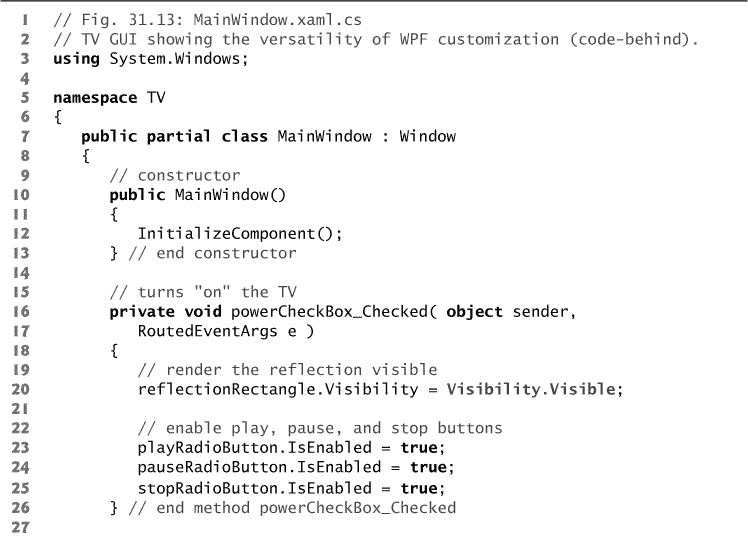 1 // Fig. 31.13: MainWindow.xaml.cs
2 // TV GUI showing the versatility of WPF customization (code-behind).
3 using System.Windows;
4
5 namespace TV
6 {
7 public partial class MainWindow : Window
8 {
9 // constructor
10 public MainWindow()
11 {
12 InitializeComponent();
13 } // end constructor
14
15 // turns "on" the TV
16 private void powerCheckBox_Checked( object sender,
17 RoutedEventArgs e )
18 {
19 // render the reflection visible
20 reflectionRectangle.Visibility = Visibility.Visible;
21
22 // enable play, pause, and stop buttons
23 playRadioButton.IsEnabled = true;
24 pauseRadioButton.IsEnabled = true;
25 stopRadioButton.IsEnabled = true;
26 } // end method powerCheckBox_Checked
27